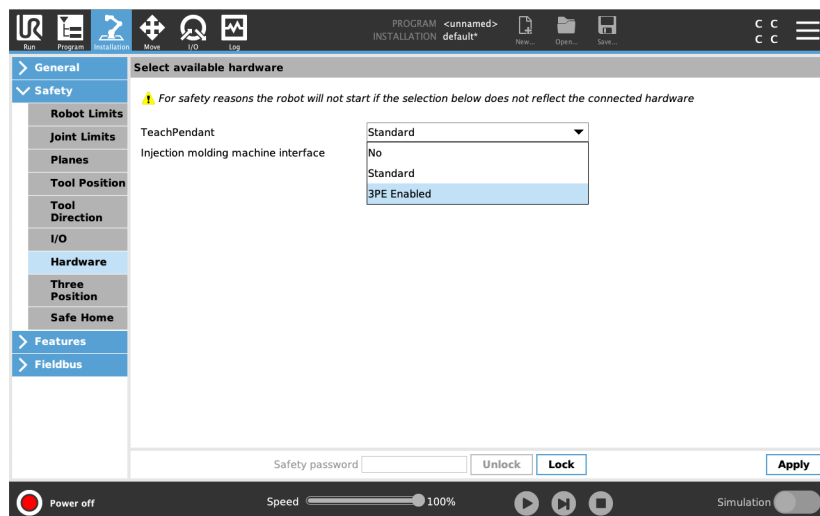 UR
PROGRAM <unnamed>
INSTALLATION default*
C C
C C
Run Program Installation Move I/O Log New... Open... Save...
General
Select available hardware
Safety
For safety reasons the robot will not start if the selection below does not reflect the connected hardware
Robot Limits
Joint Limits
TeachPendant Standard
Injection molding machine interface
No
Standard
3PE Enabled
Planes
Tool Position
Tool
Direction
I/O
Hardware
Three
Position
Safe Home
Features
Fieldbus
Safety password Unlock Lock Apply
Power off Speed 100% Simulation